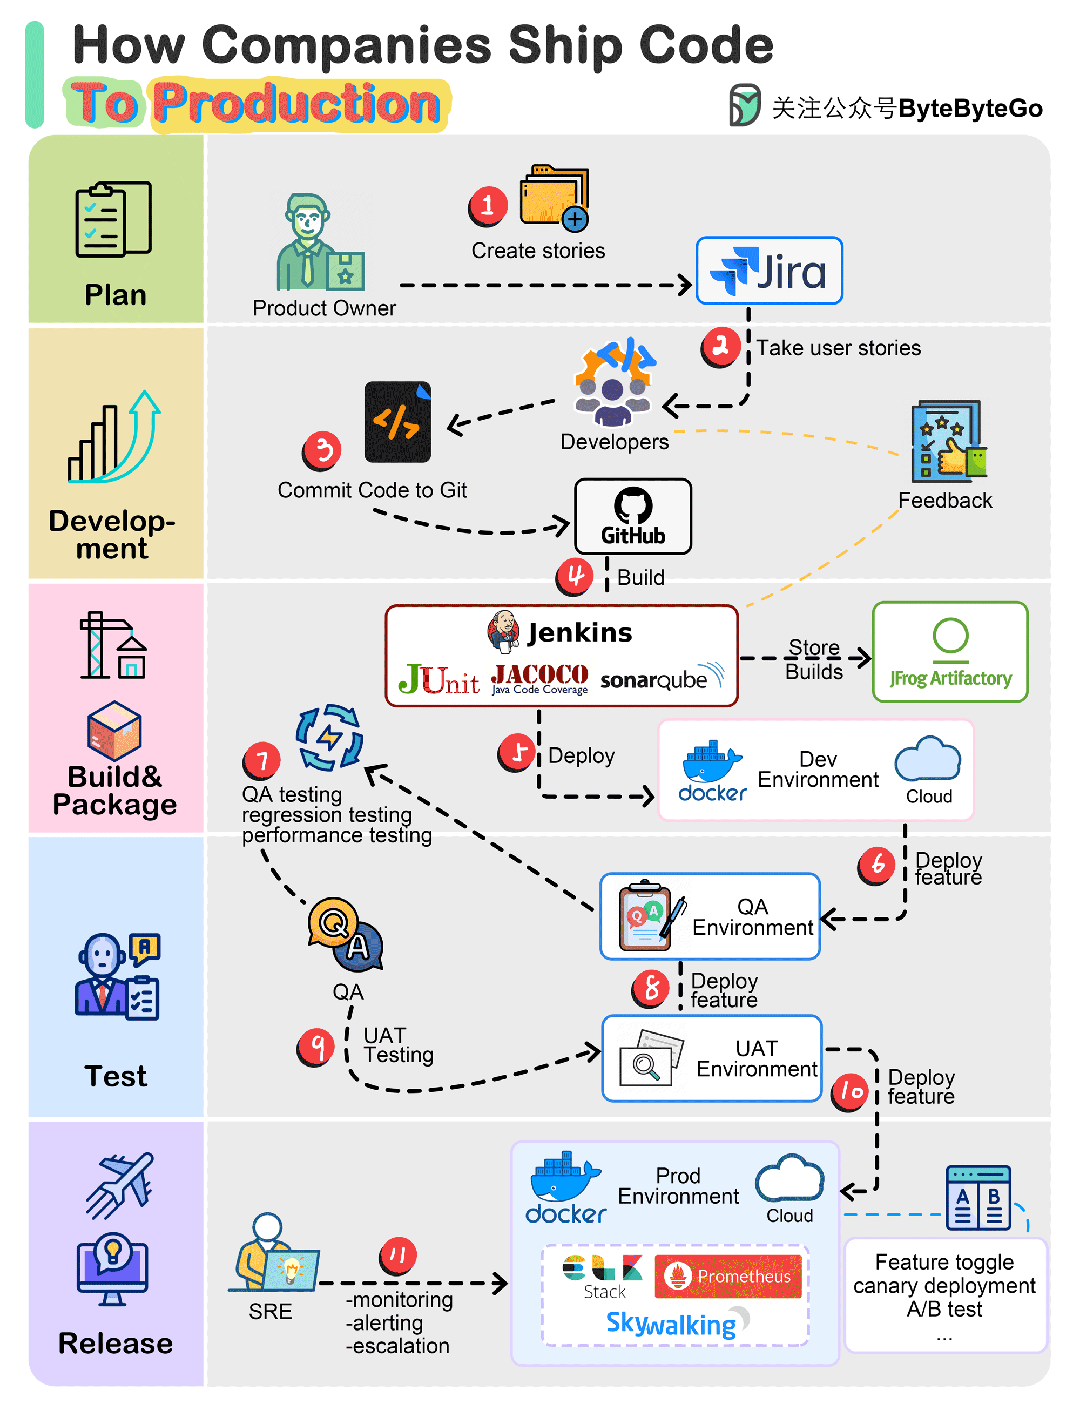 How Companies Ship Code
To Production
关注公众号ByteByteGo
Plan
1
Create stories
Product Owner
Jira
2
Take user stories
Develop-
ment
Developers
3
Commit Code to Git
GitHub
Feedback
4
Build
Build&
Package
Jenkins
JUnit
JACOCO
Java Code Coverage
sonarqube
Store
Builds
JFrog Artifactory
5
Deploy
docker
Dev
Environment
Cloud
7
QA testing
regression testing
performance testing
6
Deploy
feature
Test
A
QA
QA
Environment
QA
QA
8
Deploy
feature
9
UAT
Testing
UAT
Environment
10
Deploy
feature
Release
SRE
11
-monitoring
-alerting
-escalation
docker
Prod
Environment
Cloud
ELK
Stack
Prometheus
Skywalking
A B
Feature toggle
canary deployment
A/B test
...